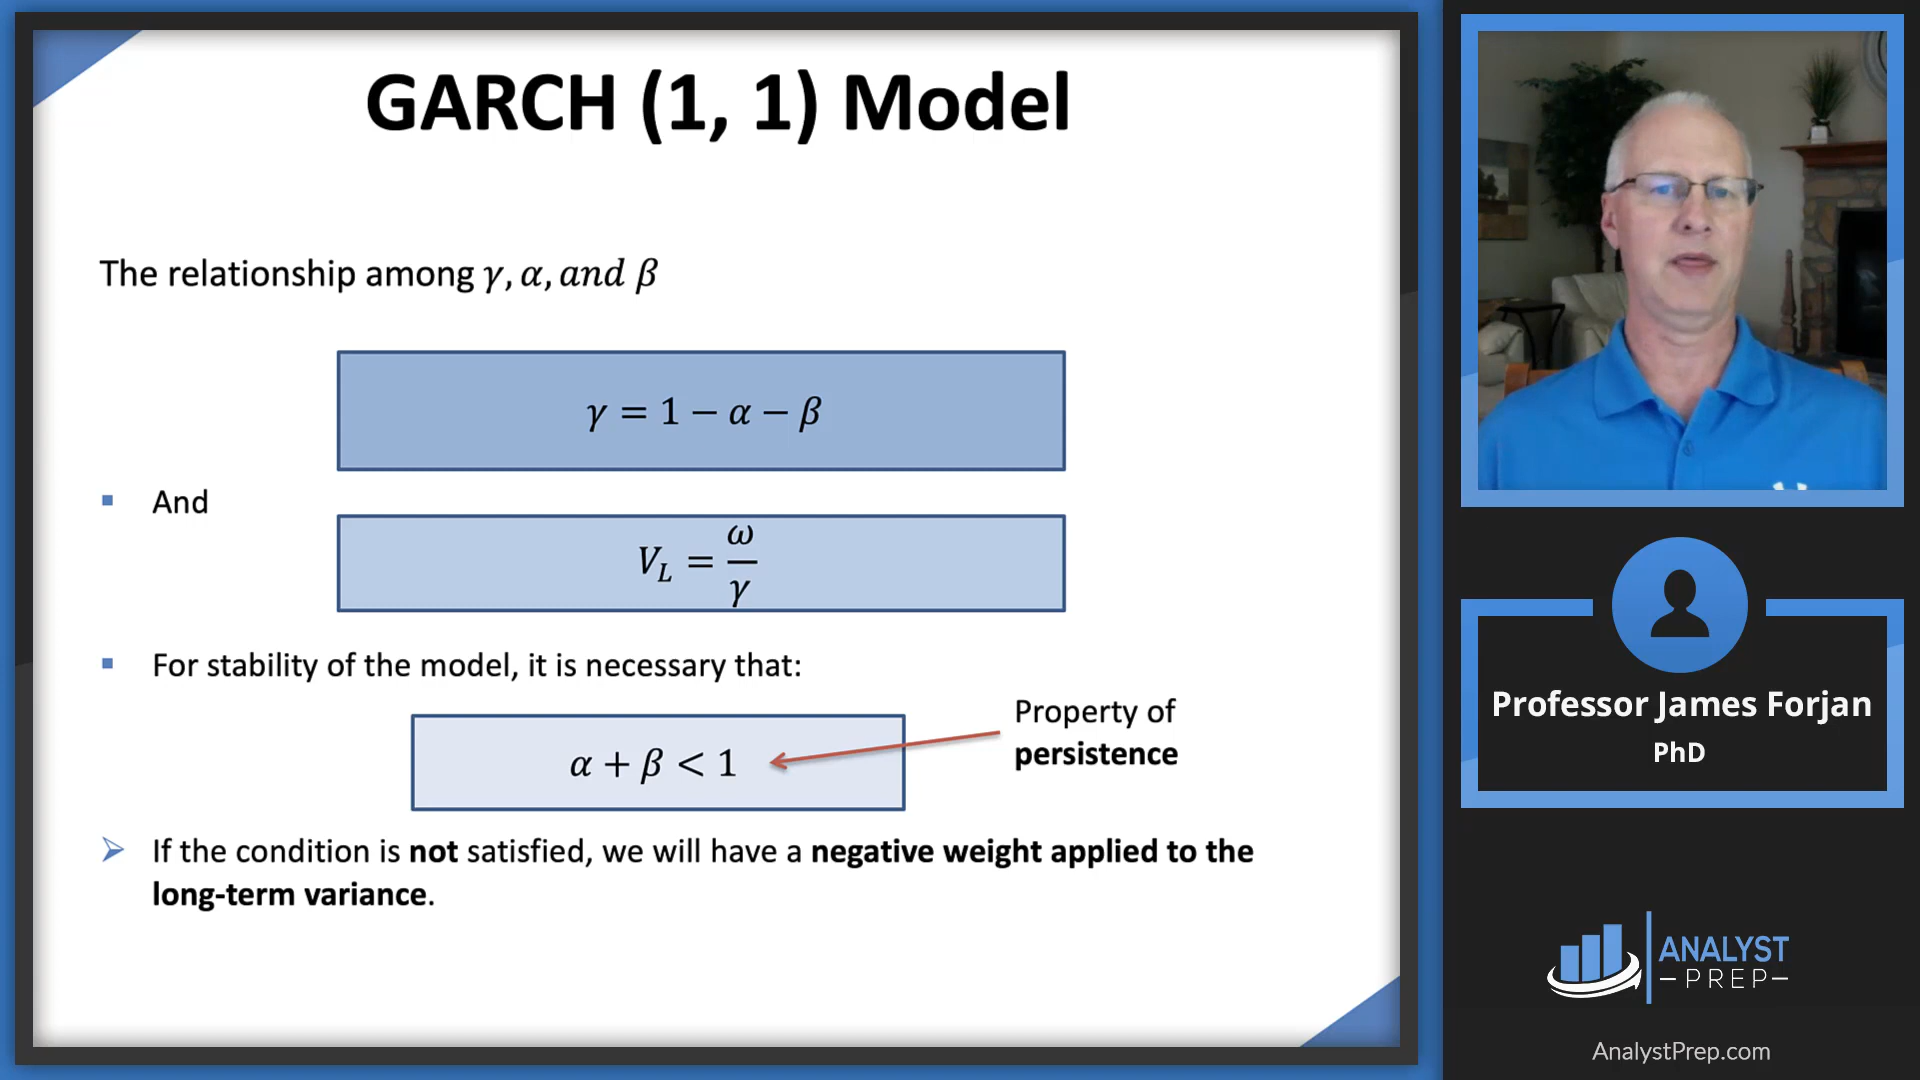 GARCH (1, 1) Model
The relationship among γ, α, and β
γ = 1 − α − β
And
V_L = ω/γ
For stability of the model, it is necessary that:
α + β < 1
Property of
persistence
If the condition is not satisfied, we will have a negative weight applied to the
long-term variance.
Professor James Forjan
PhD
ANALYST
PREP
AnalystPrep.com